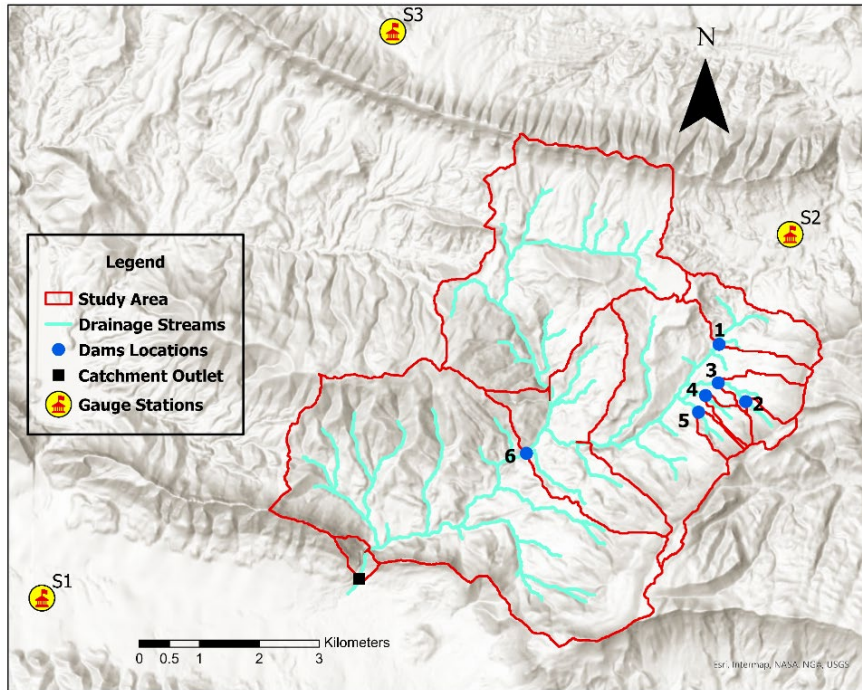 S3
N
S2
Legend
Study Area
Drainage Streams
Dams Locations
Catchment Outlet
Gauge Stations
1
3
4
2
5
6
S1
Kilometers
0 0.5 1 2 3
Esri, Intermap, NASA, NGA, USGS